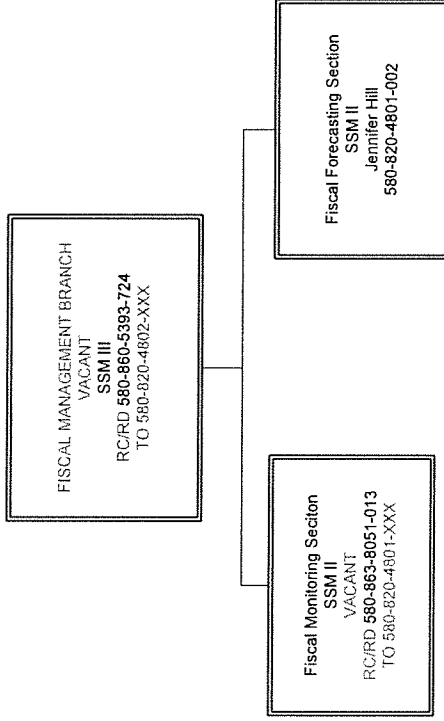 FISCAL MANAGEMENT BRANCH
VACANT
SSM III
RC/RD 580-860-5393-724
TO 580-820-4802-XXX
Fiscal Monitoring Seciton
SSM II
VACANT
RC/RD 580-863-8051-013
TO 580-820-4801-XXX
Fiscal Forecasting Section
SSM II
Jennifer Hill
580-820-4801-002